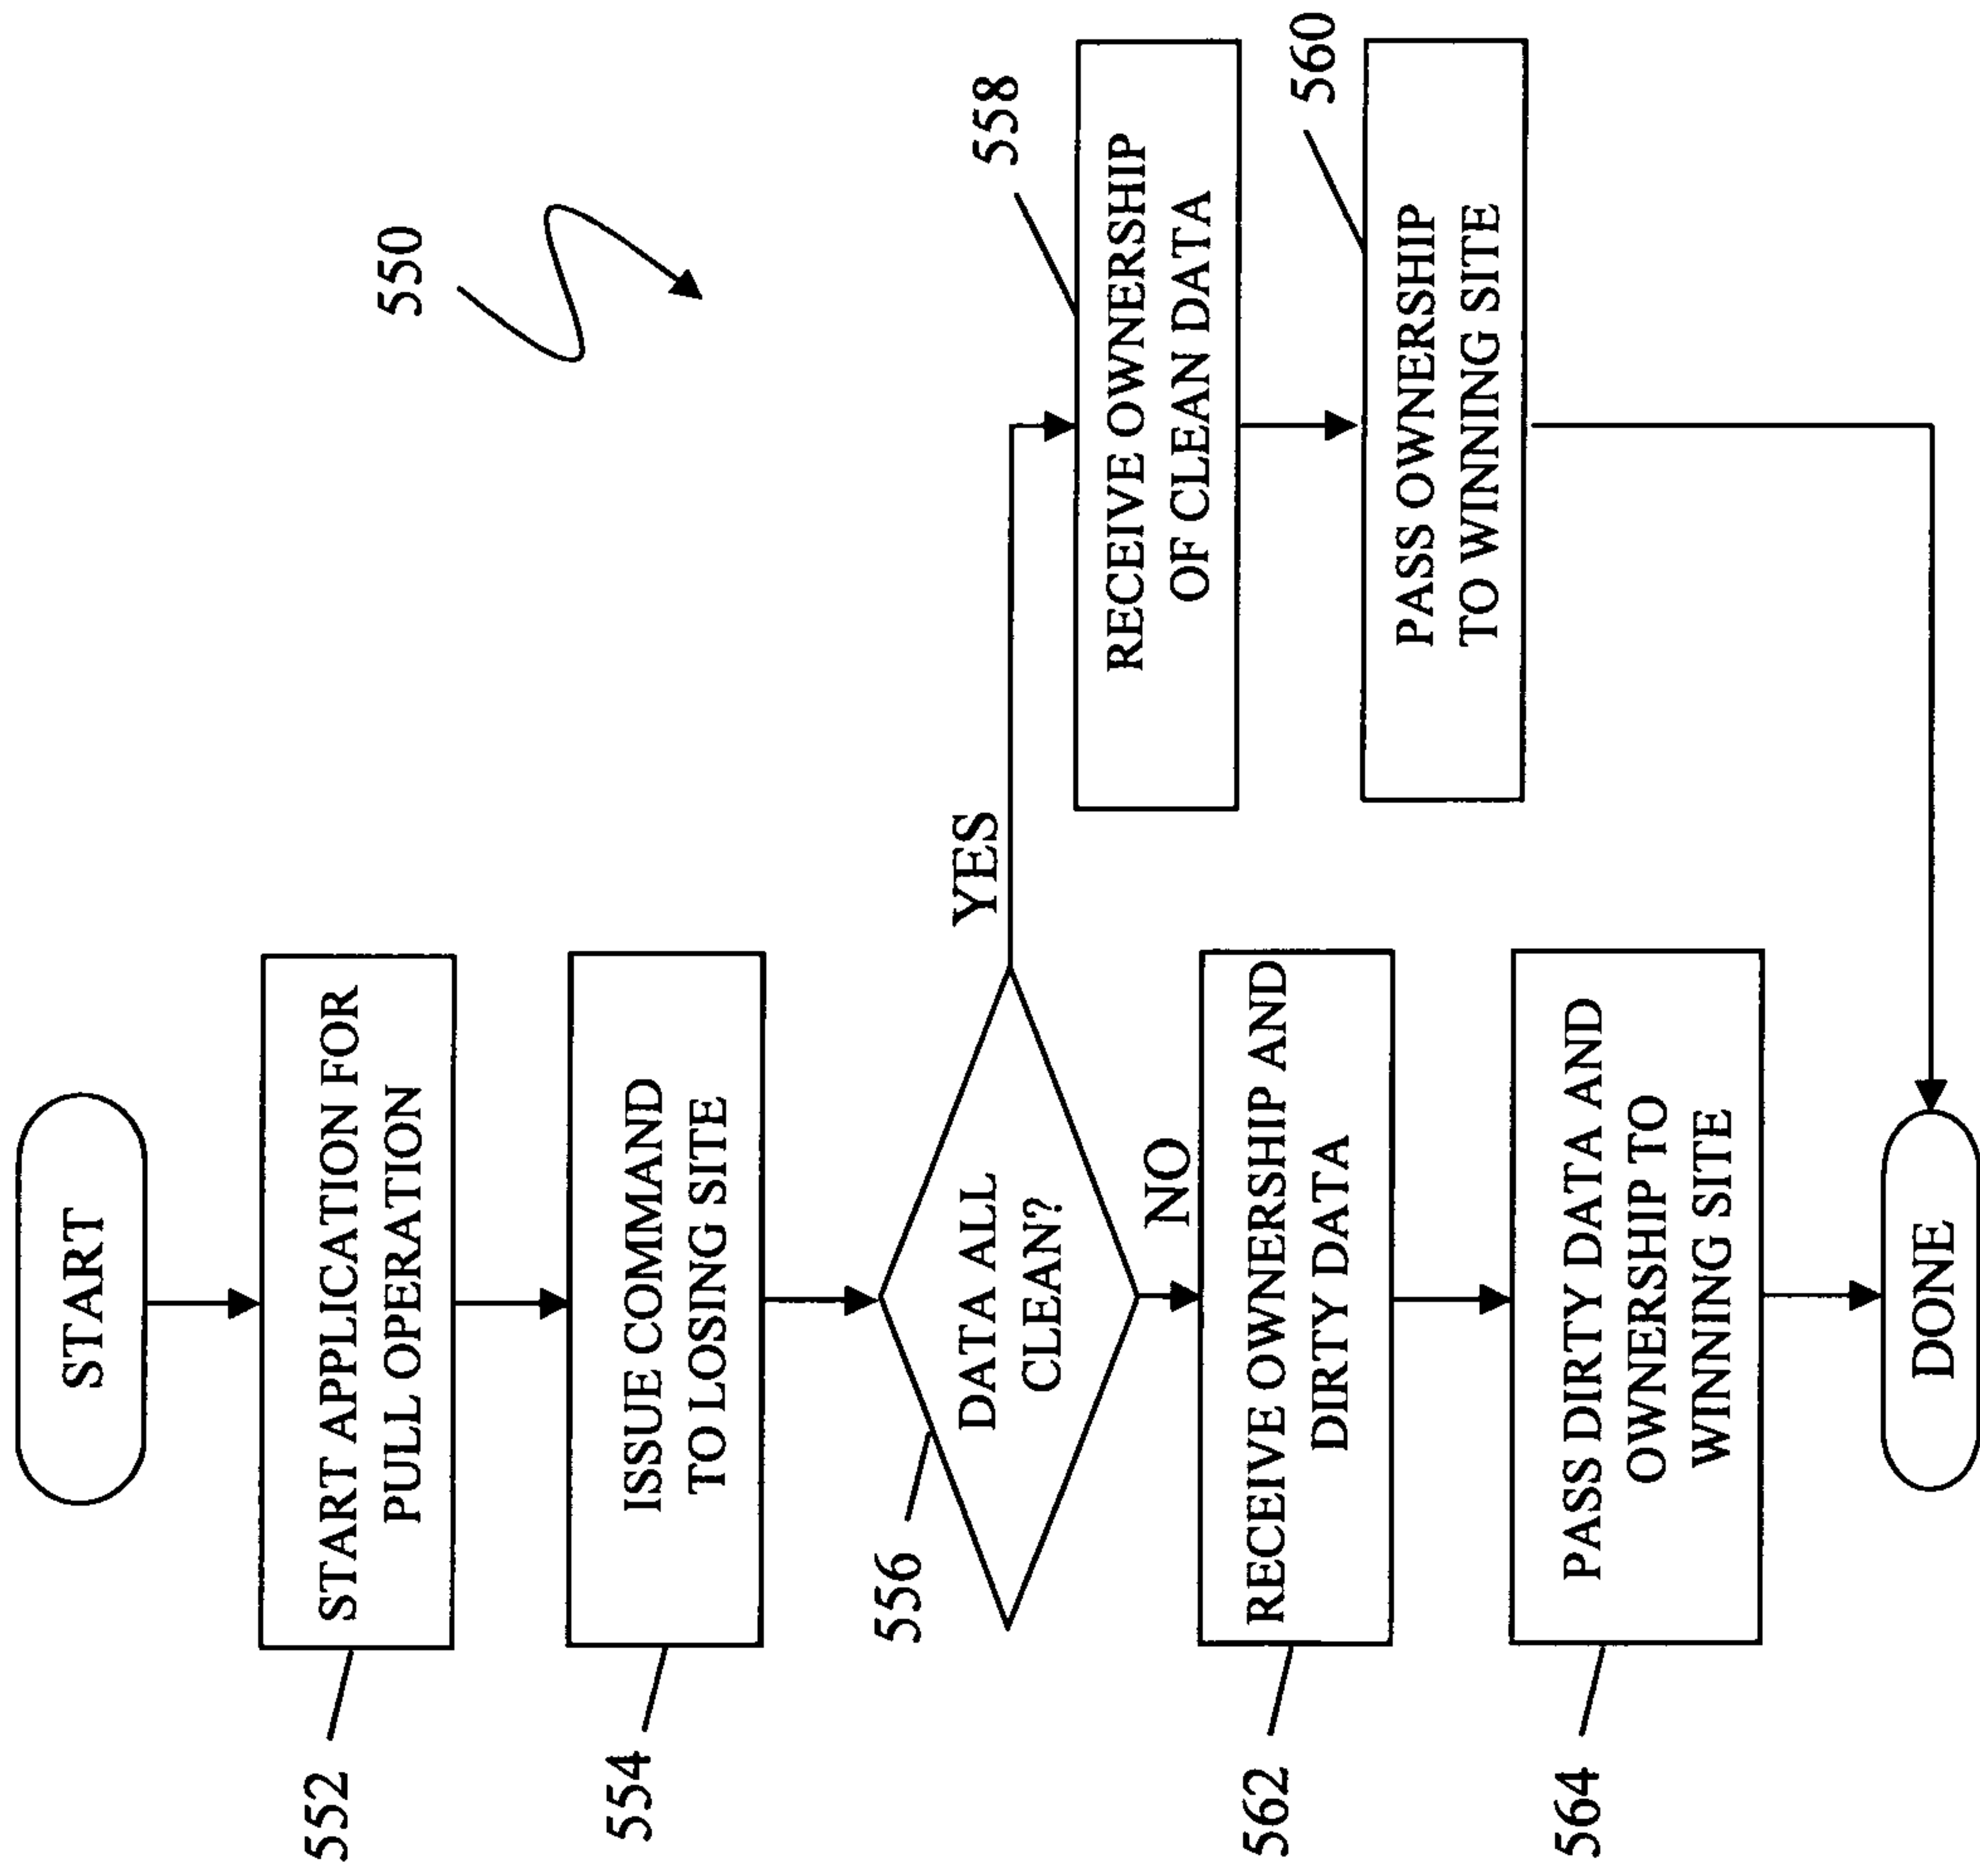 550
START
552
START APPLICATION FOR
PULL OPERATION
554
ISSUE COMMAND
TO LOSING SITE
556
DATA ALL
CLEAN?
YES
NO
558
RECEIVE OWNERSHIP
OF CLEAN DATA
560
PASS OWNERSHIP
TO WINNING SITE
562
RECEIVE OWNERSHIP AND
DIRTY DATA
564
PASS DIRTY DATA AND
OWNERSHIP TO
WINNING SITE
DONE